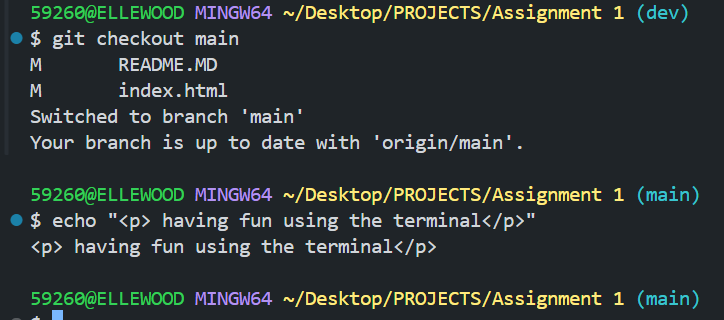 59260@ELLEWOOD MINGW64 ~/Desktop/PROJECTS/Assignment 1 (dev)
$ git checkout main
M       README.MD
M       index.html
Switched to branch 'main'
Your branch is up to date with 'origin/main'.
59260@ELLEWOOD MINGW64 ~/Desktop/PROJECTS/Assignment 1 (main)
$ echo "<p> having fun using the terminal</p>"
<p> having fun using the terminal</p>
59260@ELLEWOOD MINGW64 ~/Desktop/PROJECTS/Assignment 1 (main)
$